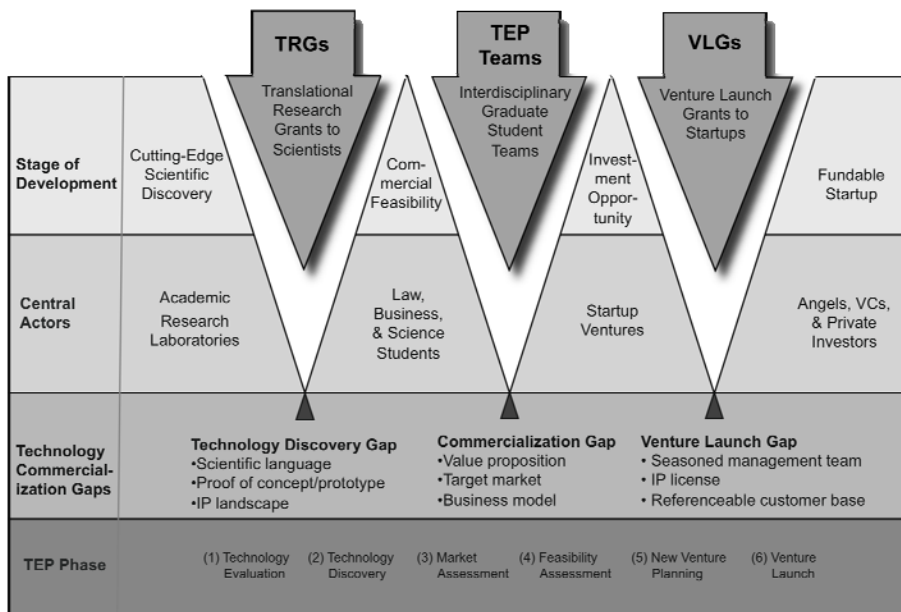 TRGs
Translational
Research
Grants to
Scientists
TEP
Teams
Interdisciplinary
Graduate
Student
Teams
VLGs
Venture Launch
Grants to
Startups
Stage of
Development
Cutting-Edge
Scientific
Discovery
Com-
mercial
Feasibility
Invest-
ment
Oppor-
tunity
Fundable
Startup
Central
Actors
Academic
Research
Laboratories
Law,
Business,
& Science
Students
Startup
Ventures
Angels, VCs,
& Private
Investors
Technology
Commercial-
ization Gaps
Technology Discovery Gap
•Scientific language
•Proof of concept/prototype
•IP landscape
Commercialization Gap
•Value proposition
•Target market
•Business model
Venture Launch Gap
• Seasoned management team
• IP license
• Referenceable customer base
TEP Phase
(1) Technology
Evaluation
(2) Technology
Discovery
(3) Market
Assessment
(4) Feasibility
Assessment
(5) New Venture
Planning
(6) Venture
Launch